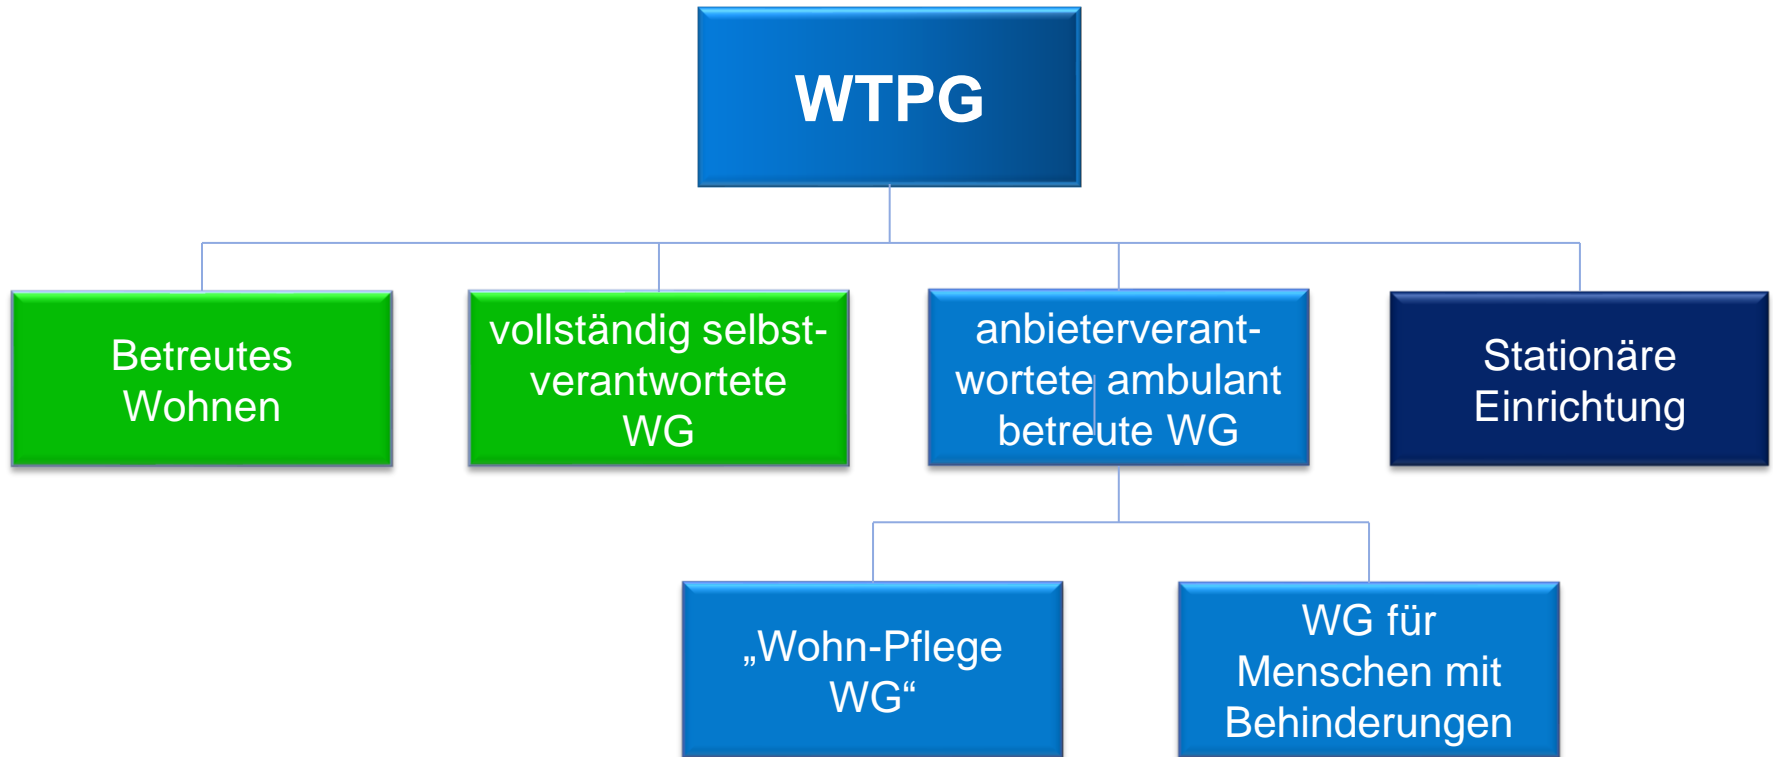 WTPG
Betreutes
Wohnen
vollständig selbst-
verantwortete
WG
anbieterverant-
wortete ambulant
betreute WG
Stationäre
Einrichtung
„Wohn-Pflege
WG“
WG für
Menschen mit
Behinderungen